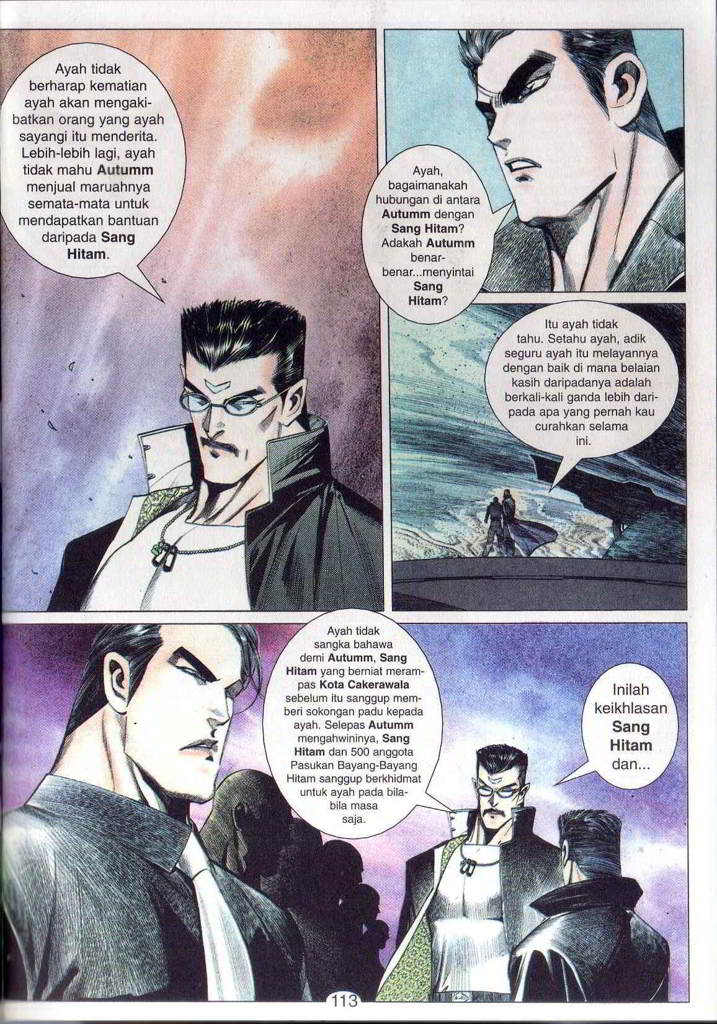 Ayah tidak
berharap kematian
ayah akan mengaki-
batkan orang yang ayah
sayangi itu menderita.
Lebih-lebih lagi, ayah
tidak mahu Autumm
menjual maruahnya
semata-mata untuk
mendapatkan bantuan
daripada Sang
Hitam.
Ayah,
bagaimanakah
hubungan di antara
Autumm dengan
Sang Hitam?
Adakah Autumm
benar-
benar...menyintai
Sang
Hitam?
Itu ayah tidak
tahu. Setahu ayah, adik
seguru ayah itu melayannya
dengan baik di mana belaian
kasih daripadanya adalah
berkali-kali ganda lebih dari-
pada apa yang pernah kau
curahkan selama
ini.
Ayah tidak
sangka bahawa
demi Autumm, Sang
Hitam yang berniat meram-
pas Kota Cakerawala
sebelum itu sanggup mem-
beri sokongan padu kepada
ayah. Selepas Autumm
mengahwininya, Sang
Hitam dan 500 anggota
Pasukan Bayang-Bayang
Hitam sanggup berkhidmat
untuk ayah pada bila-
bila masa
saja.
Inilah
keikhlasan
Sang
Hitam
dan...
113